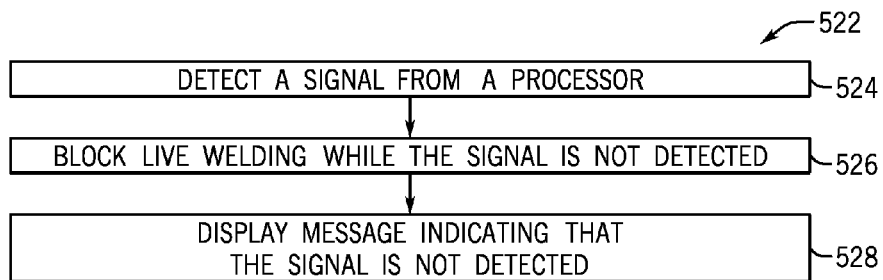 522
DETECT A SIGNAL FROM A PROCESSOR
524
BLOCK LIVE WELDING WHILE THE SIGNAL IS NOT DETECTED
526
DISPLAY MESSAGE INDICATING THAT
THE SIGNAL IS NOT DETECTED
528